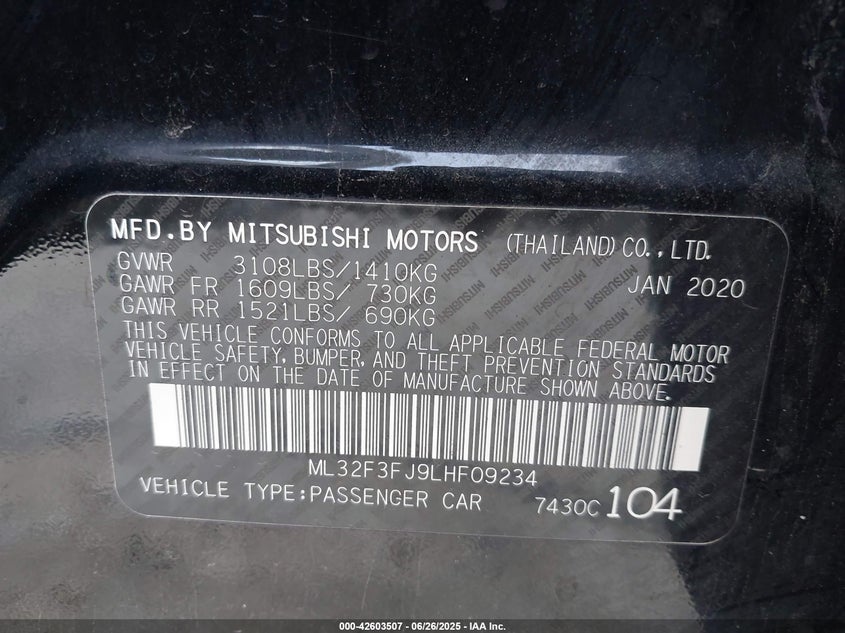 MFD.BY MITSUBISHI MOTORS (THAILAND) CO., LTD.
GVWR 3108LBS/1410KG JAN 2020
GAWR FR 1609LBS/ 730KG
GAWR RR 1521LBS/ 690KG
THIS VEHICLE CONFORMS TO ALL APPLICABLE FEDERAL MOTOR
VEHICLE SAFETY, BUMPER, AND THEFT PREVENTION STANDARDS
IN EFFECT ON THE DATE OF MANUFACTURE SHOWN ABOVE.
ML32F3FJ9LHF09234
VEHICLE TYPE:PASSENGER CAR 7430C 104
000-42603507 | 06/26/2025 - IAA Inc.